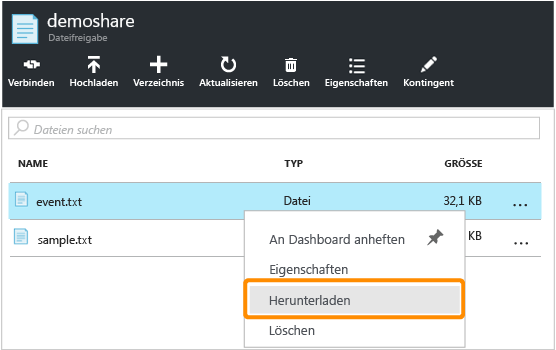 demoshare
Dateifreigabe
Verbinden Hochladen Verzeichnis Aktualisieren Löschen Eigenschaften Kontingent
Dateien suchen
NAME TYP GRÖSSE
event.txt Datei 32,1 KB ...
sample.txt KB ...
An Dashboard anheften
Eigenschaften
Herunterladen
Löschen